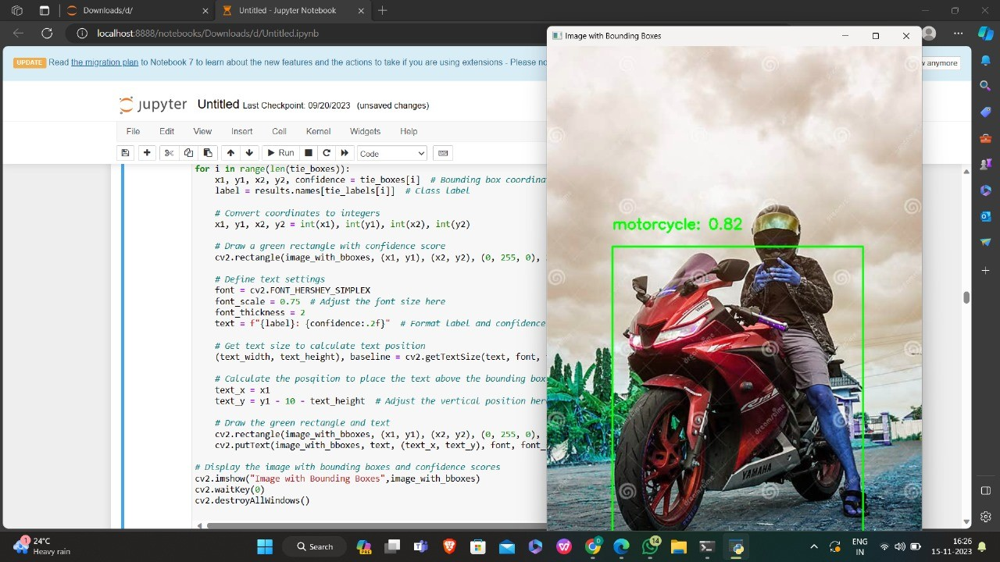 Downloads/d/
Untitled - Jupyter Notebook
localhost:8888/notebooks/Downloads/d/Untitled.ipynb
UPDATE Read the migration plan to Notebook 7 to learn about the new features and the actions to take if you are using extensions - Please no
w anymore
jupyter Untitled Last Checkpoint: 09/20/2023 (unsaved changes)
File Edit View Insert Cell Kernel Widgets Help
Run Code
for i in range(len(tie_boxes)):
x1, y1, x2, y2, confidence = tie_boxes[i] # Bounding box coordina
label = results.names[tie_labels[i]] # Class label
# Convert coordinates to integers
x1, y1, x2, y2 = int(x1), int(y1), int(x2), int(y2)
# Draw a green rectangle with confidence score
cv2.rectangle(image_with_bboxes, (x1, y1), (x2, y2), (0, 255, 0),
# Define text settings
font = cv2.FONT_HERSHEY_SIMPLEX
font_scale = 0.75 # Adjust the font size here
font_thickness = 2
text = f"{label}: {confidence:.2f}" # Format label and confidence
# Get text size to calculate text position
(text_width, text_height), baseline = cv2.getTextSize(text, font,
# Calculate the posqition to place the text above the bounding box
text_x = x1
text_y = y1 - 10 - text_height # Adjust the vertical position her
# Draw the green rectangle and text
cv2.rectangle(image_with_bboxes, (x1, y1), (x2, y2), (0, 255, 0),
cv2.putText(image_with_bboxes, text, (text_x, text_y), font, font_
# Display the image with bounding boxes and confidence scores
cv2.imshow("Image with Bounding Boxes",image_with_bboxes)
cv2.waitKey(0)
cv2.destroyAllWindows()
Image with Bounding Boxes
motorcycle: 0.82
YAMAHA
dreamstime
YAMAHA
1
24°C
Heavy rain
Search
PRE
14
ENG
IN
16:26
15-11-2023